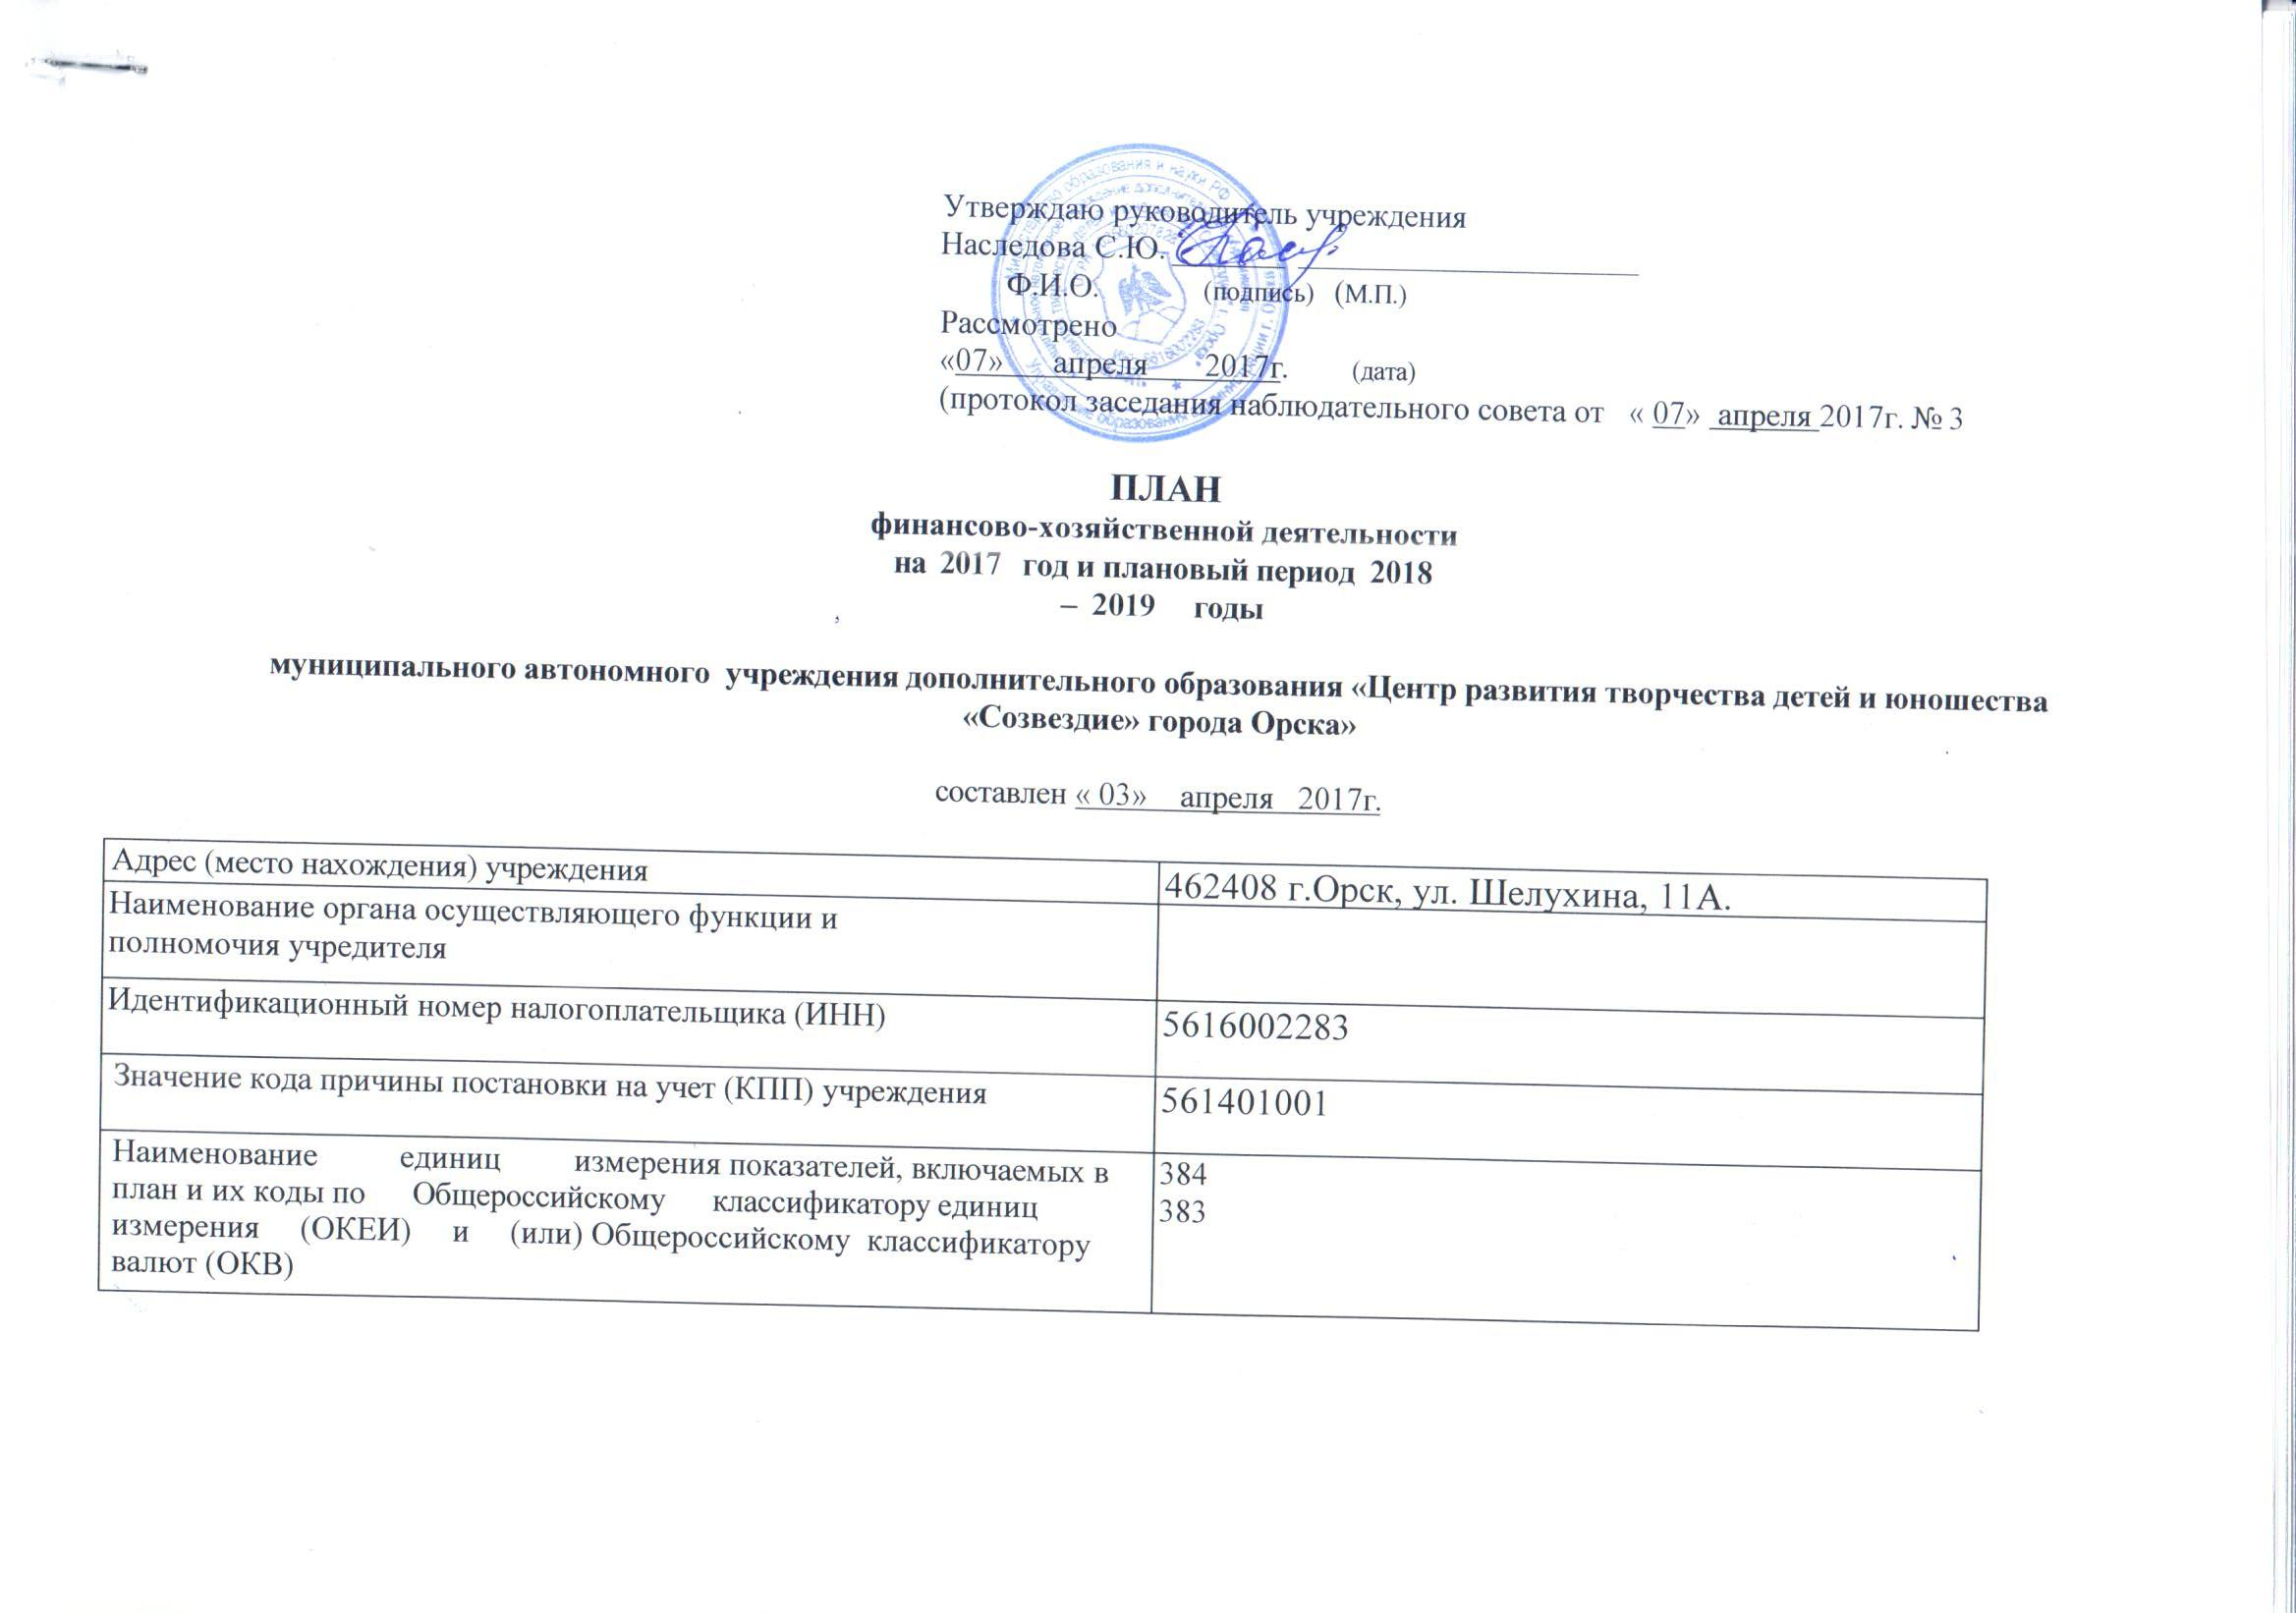 Утверждаю руководитель учреждения
Наследова С.Ю.
Ф.И.О. (подпись) (М.П.)
Рассмотрено
«07» апреля 2017г. (дата)
(протокол заседания наблюдательного совета от « 07» апреля 2017г. № 3
ПЛАН
финансово-хозяйственной деятельности
на 2017 год и плановый период 2018
– 2019 годы
муниципального автономного учреждения дополнительного образования «Центр развития творчества детей и юношества
«Созвездие» города Орска»
составлен « 03» апреля 2017г.
Адрес (место нахождения) учреждения
462408 г.Орск, ул. Шелухина, 11А.
Наименование органа осуществляющего функции и
полномочия учредителя
Идентификационный номер налогоплательщика (ИНН)
5616002283
Значение кода причины постановки на учет (КПП) учреждения
561401001
Наименование единиц измерения показателей, включаемых в
план и их коды по Общероссийскому классификатору единиц
измерения (ОКЕИ) и (или) Общероссийскому классификатору
валют (ОКВ)
384
383